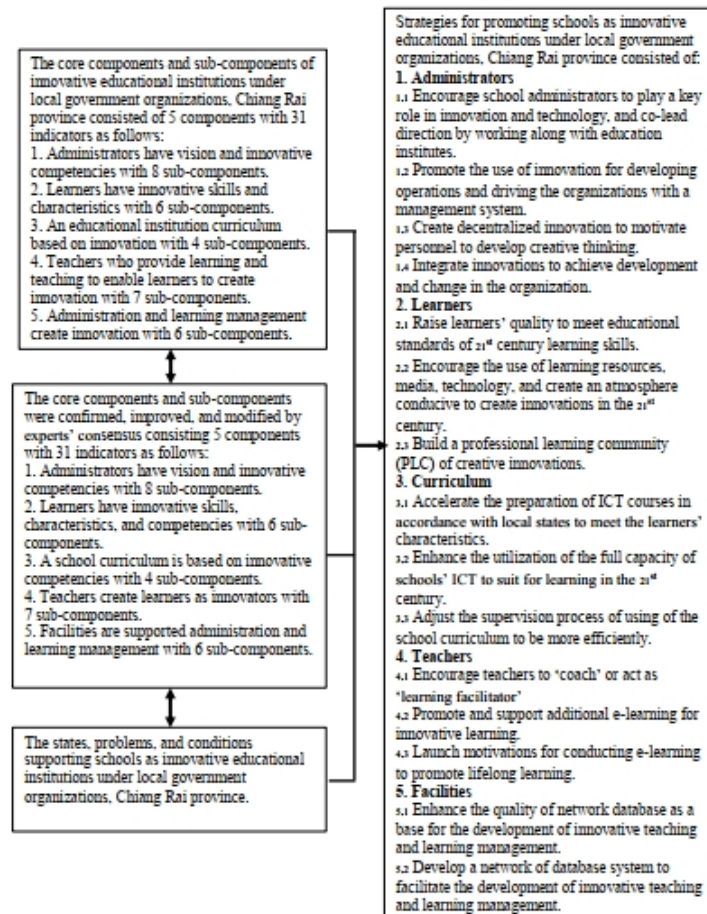 The core components and sub-components of
innovative educational institutions under
local government organizations, Chiang Rai
province consisted of 5 components with 31
indicators as follows:
1. Administrators have vision and innovative
competencies with 8 sub-components.
2. Learners have innovative skills and
characteristics with 6 sub-components.
3. An educational institution curriculum
based on innovation with 4 sub-components.
4. Teachers who provide learning and
teaching to enable learners to create
innovation with 7 sub-components.
5. Administration and learning management
create innovation with 6 sub-components.
The core components and sub-components
were confirmed, improved, and modified by
experts' consensus consisting 5 components
with 31 indicators as follows:
1. Administrators have vision and innovative
competencies with 8 sub-components.
2. Learners have innovative skills,
characteristics, and competencies with 6 sub-
components.
3. A school curriculum is based on innovative
competencies with 4 sub-components.
4. Teachers create learners as innovators with
7 sub-components.
5. Facilities are supported administration and
learning management with 6 sub-components.
The states, problems, and conditions
supporting schools as innovative educational
institutions under local government
organizations, Chiang Rai province.
Strategies for promoting schools as innovative
educational institutions under local government
organizations, Chiang Rai province consisted of:
1. Administrators
1.1 Encourage school administrators to play a key
role in innovation and technology, and co-lead
direction by working along with education
institutes.
1.2 Promote the use of innovation for developing
operations and driving the organizations with a
management system.
1.3 Create decentralized innovation to motivate
personnel to develop creative thinking.
1.4 Integrate innovations to achieve development
and change in the organization.
2. Learners
2.1 Raise learners' quality to meet educational
standards of 21st century learning skills.
2.2 Encourage the use of learning resources,
media, technology, and create an atmosphere
conducive to create innovations in the 21st
century.
2.3 Build a professional learning community
(PLC) of creative innovations.
3. Curriculum
3.1 Accelerate the preparation of ICT courses in
accordance with local states to meet the learners'
characteristics.
3.2 Enhance the utilization of the full capacity of
schools' ICT to suit for learning in the 21st
century.
3.3 Adjust the supervision process of using of the
school curriculum to be more efficiently.
4. Teachers
4.1 Encourage teachers to 'coach' or act as
'learning facilitator'
4.2 Promote and support additional e-learning for
innovative learning.
4.3 Launch motivations for conducting e-learning
to promote lifelong learning.
5. Facilities
5.1 Enhance the quality of network database as a
base for the development of innovative teaching
and learning management.
5.2 Develop a network of database system to
facilitate the development of innovative teaching
and learning management.